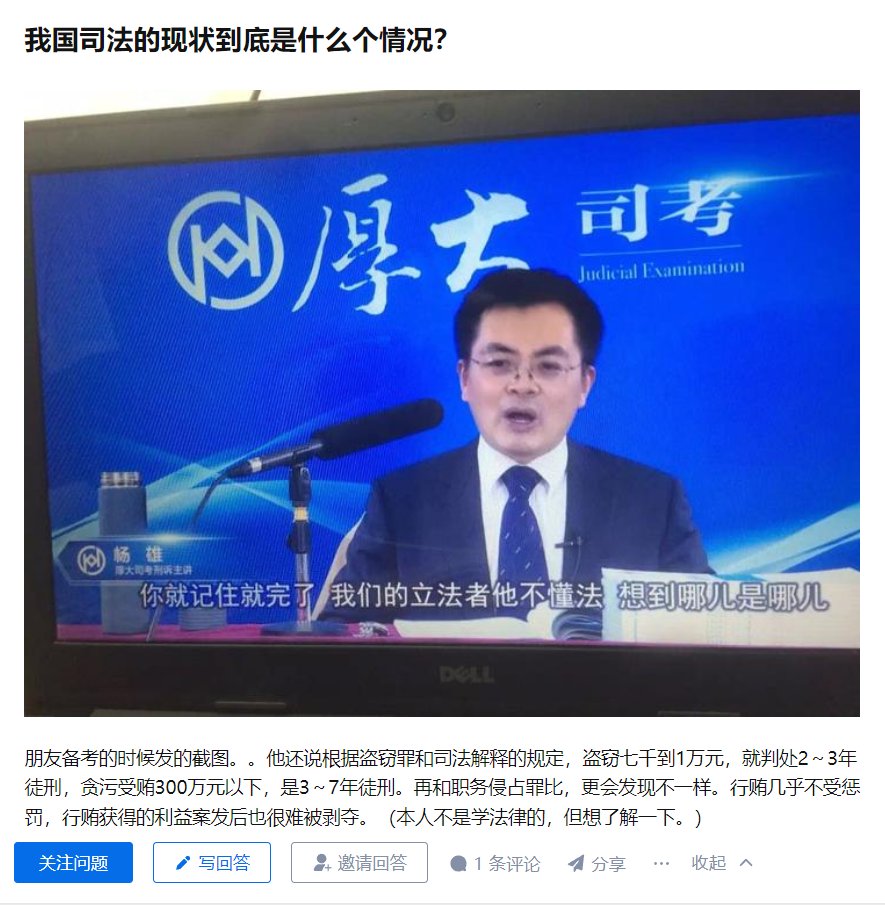 我国司法的现状到底是什么个情况？
厚大 司考
Judicial Examination
杨 雄
厚大司考刑诉主讲
你就记住就完了 我们的立法者他不懂法 想到哪儿是哪儿
DELL
朋友备考的时候发的截图。。他还说根据盗窃罪和司法解释的规定，盗窃七千到1万元，就判处2～3年
徒刑，贪污受贿300万元以下，是3～7年徒刑。再和职务侵占罪比，更会发现不一样。行贿几乎不受惩
罚，行贿获得的利益案发后也很难被剥夺。（本人不是学法律的，但想了解一下。）
关注问题 写回答 邀请回答 1 条评论 分享 ··· 收起